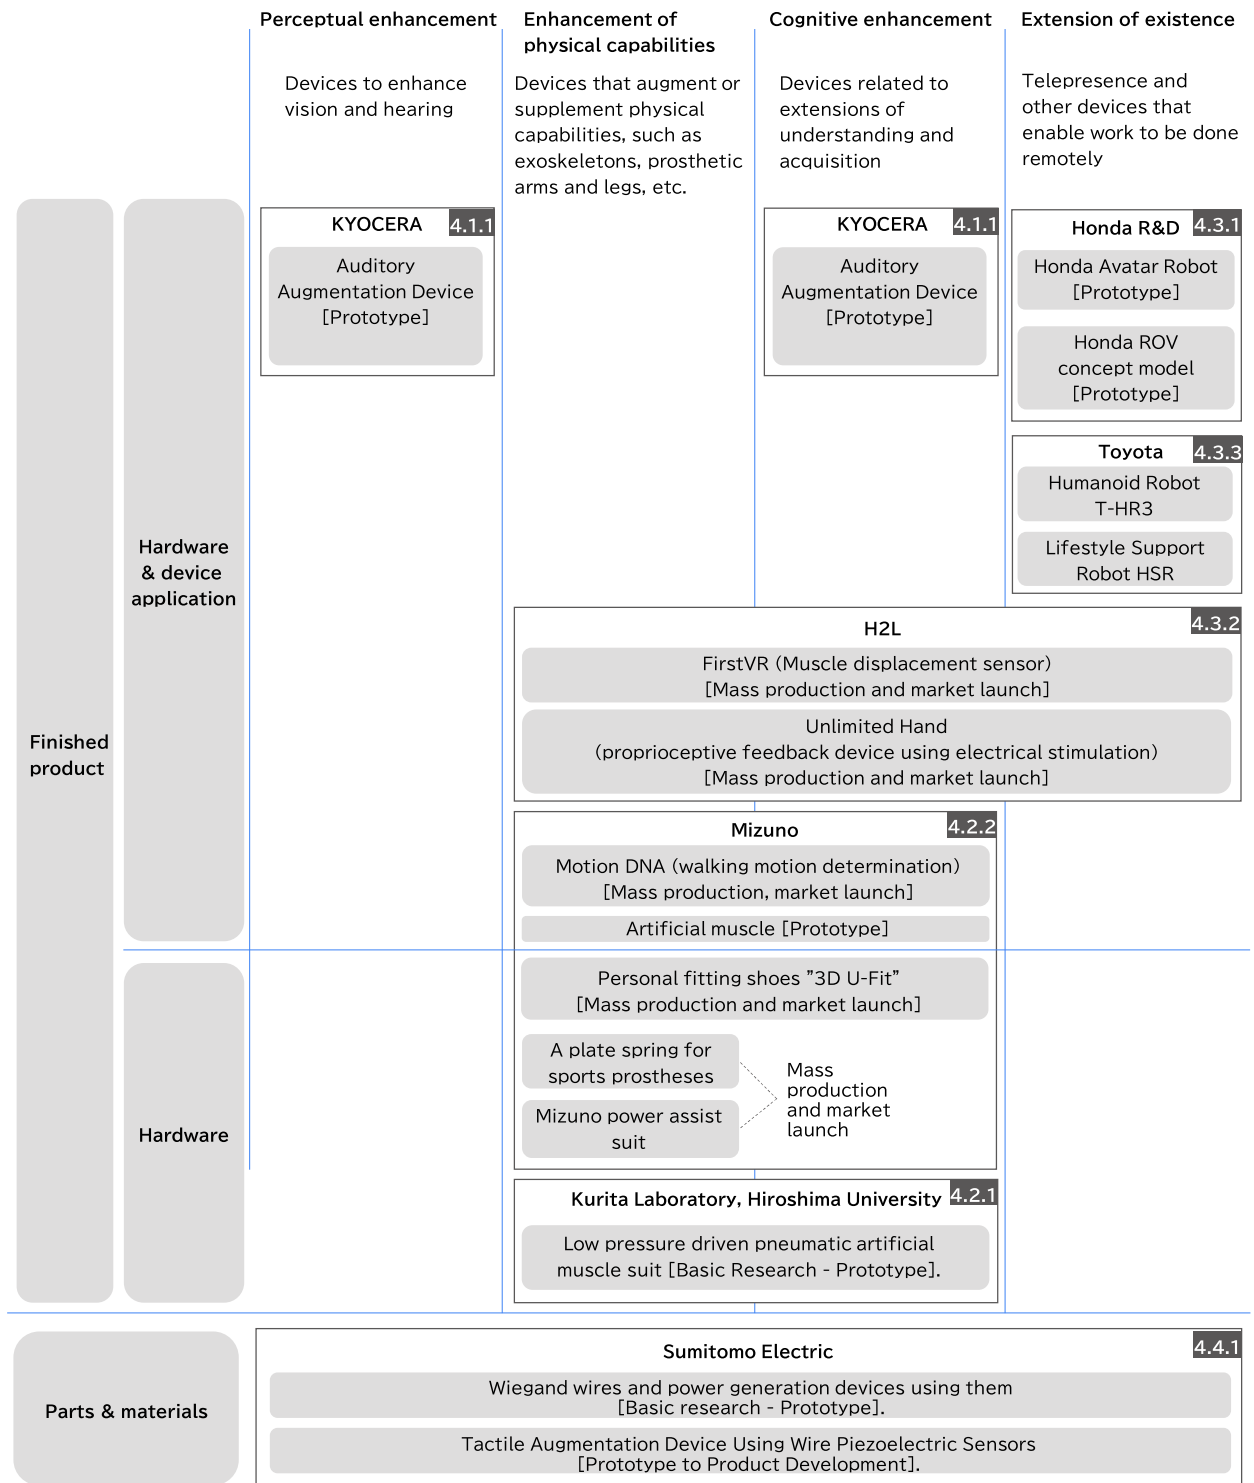 Perceptual enhancement
Enhancement of
physical capabilities
Cognitive enhancement
Extension of existence
Devices to enhance
vision and hearing
Devices that augment or
supplement physical
capabilities, such as
exoskeletons, prosthetic
arms and legs, etc.
Devices related to
extensions of
understanding and
acquisition
Telepresence and
other devices that
enable work to be done
remotely
Finished
product
Hardware
& device
application
KYOCERA
4.1.1
Auditory
Augmentation Device
[Prototype]
KYOCERA
4.1.1
Auditory
Augmentation Device
[Prototype]
Honda R&D
4.3.1
Honda Avatar Robot
[Prototype]
Honda ROV
concept model
[Prototype]
Toyota
4.3.3
Humanoid Robot
T-HR3
Lifestyle Support
Robot HSR
H2L
4.3.2
FirstVR (Muscle displacement sensor)
[Mass production and market launch]
Unlimited Hand
(proprioceptive feedback device using electrical stimulation)
[Mass production and market launch]
Mizuno
4.2.2
Motion DNA (walking motion determination)
[Mass production, market launch]
Artificial muscle [Prototype]
Hardware
Personal fitting shoes ”3D U-Fit”
[Mass production and market launch]
A plate spring for
sports prostheses
Mizuno power assist
suit
Mass
production
and market
launch
Kurita Laboratory, Hiroshima University
4.2.1
Low pressure driven pneumatic artificial
muscle suit [Basic Research - Prototype].
Parts & materials
Sumitomo Electric
4.4.1
Wiegand wires and power generation devices using them
[Basic research - Prototype].
Tactile Augmentation Device Using Wire Piezoelectric Sensors
[Prototype to Product Development].